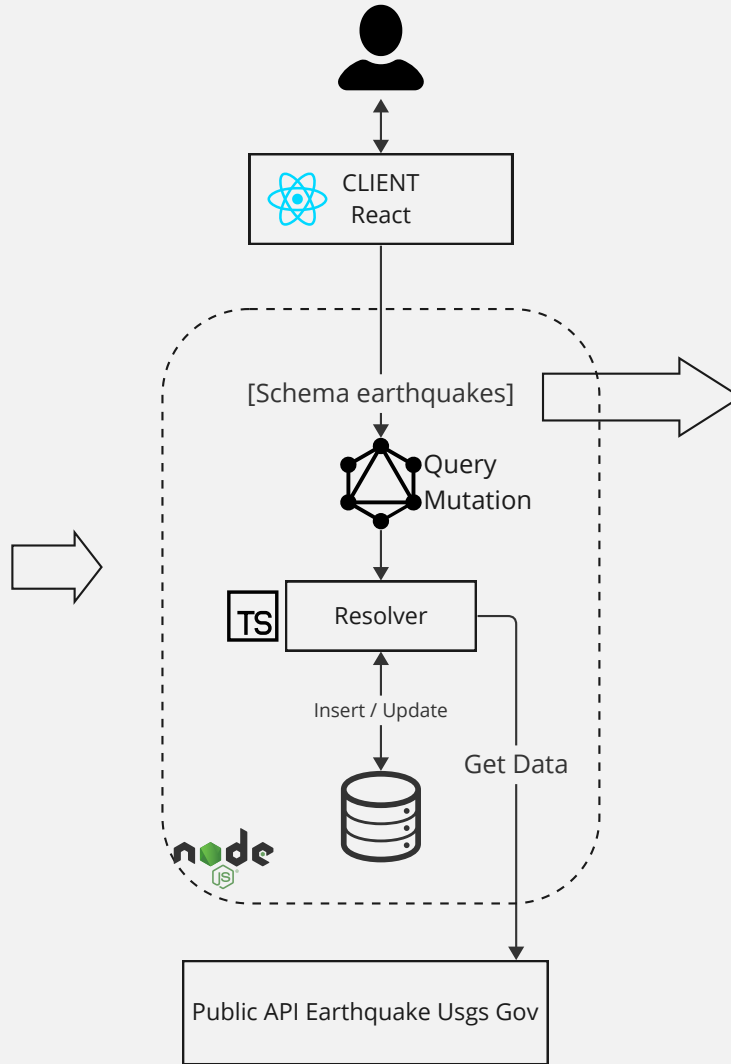 CLIENT
React
[Schema earthquakes]
Query
Mutation
TS
Resolver
Insert / Update
Get Data
node
JS
Public API Earthquake Usgs Gov